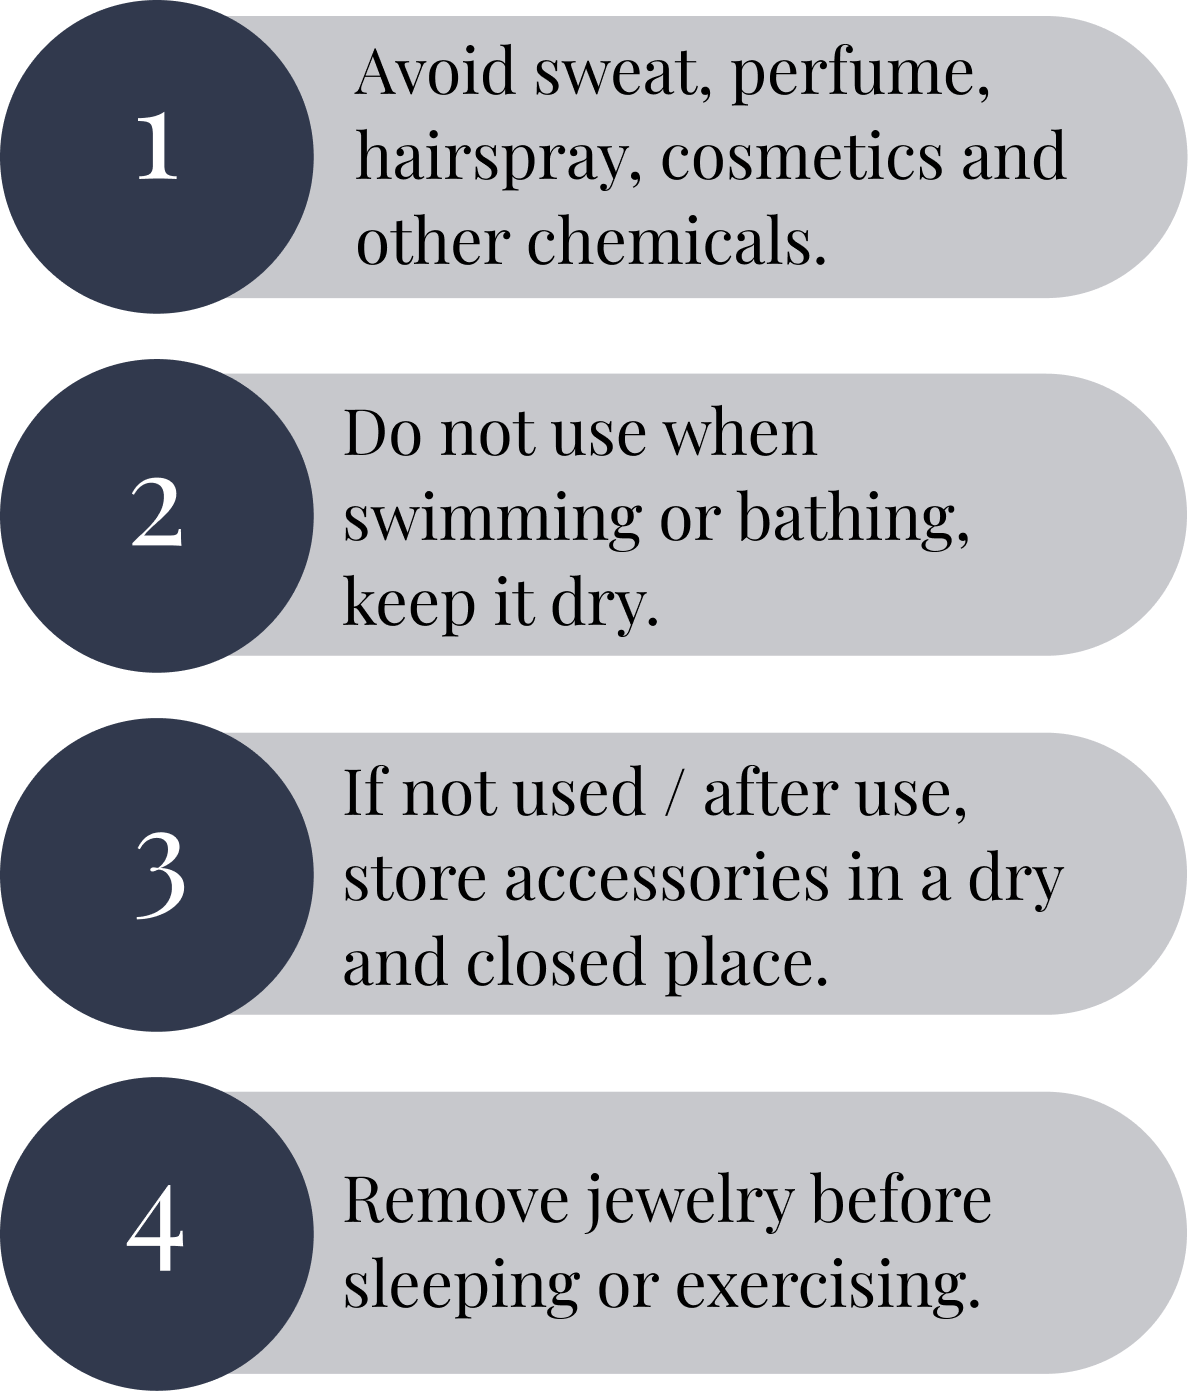 1
Avoid sweat, perfume,
hairspray, cosmetics and
other chemicals.
2
Do not use when
swimming or bathing,
keep it dry.
3
If not used / after use,
store accessories in a dry
and closed place.
4
Remove jewelry before
sleeping or exercising.